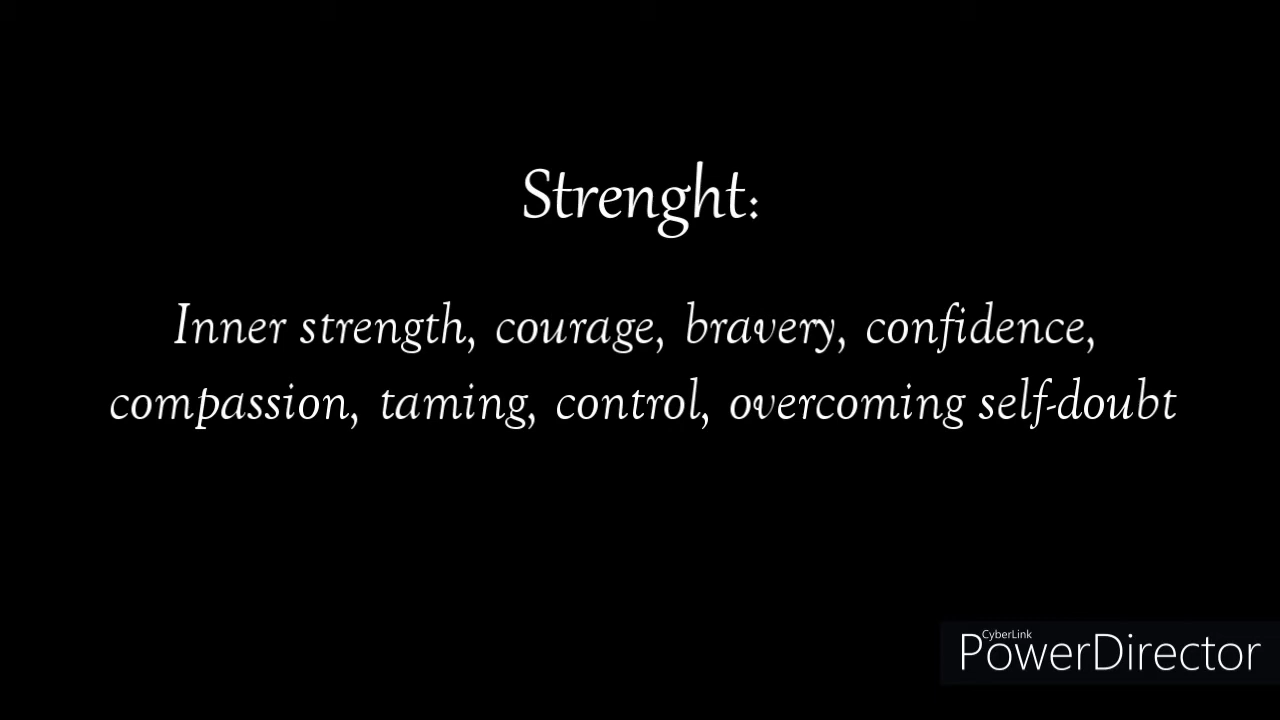 Strenght:
Inner strength, courage, bravery, confidence,
compassion, taming, control, overcoming self-doubt
CyberLink
PowerDirector